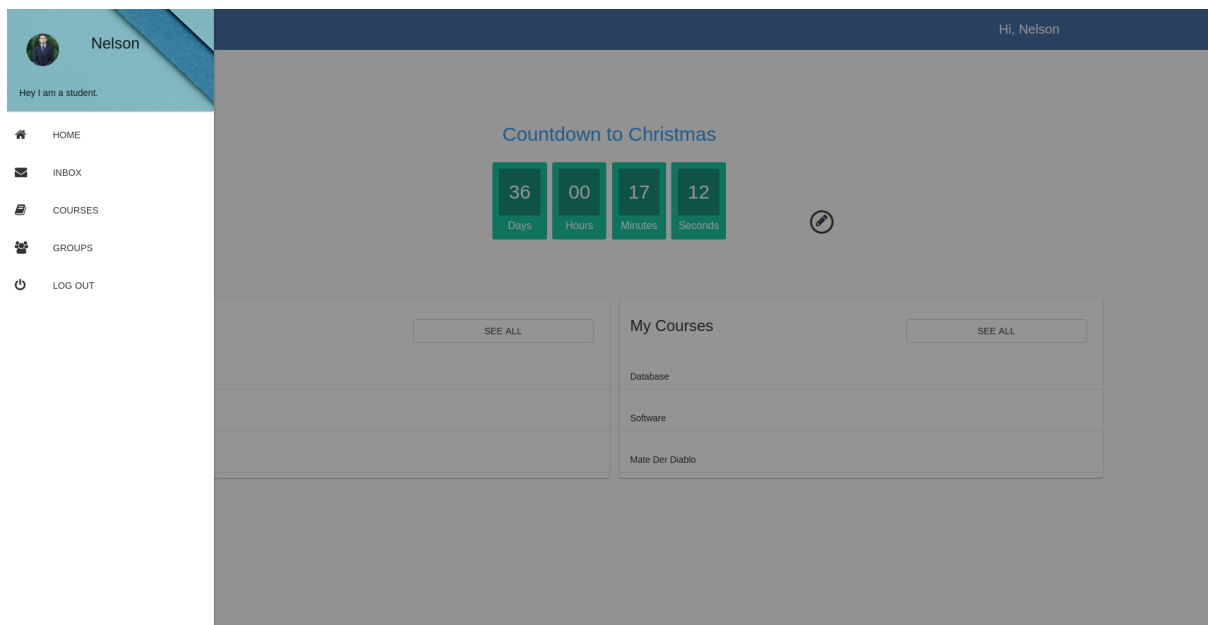 Nelson
Hey I am a student.
HOME
INBOX
COURSES
GROUPS
LOG OUT
Hi, Nelson
Countdown to Christmas
36 00 17 12
Days Hours Minutes Seconds
SEE ALL
My Courses SEE ALL
Database
Software
Mate Der Diablo